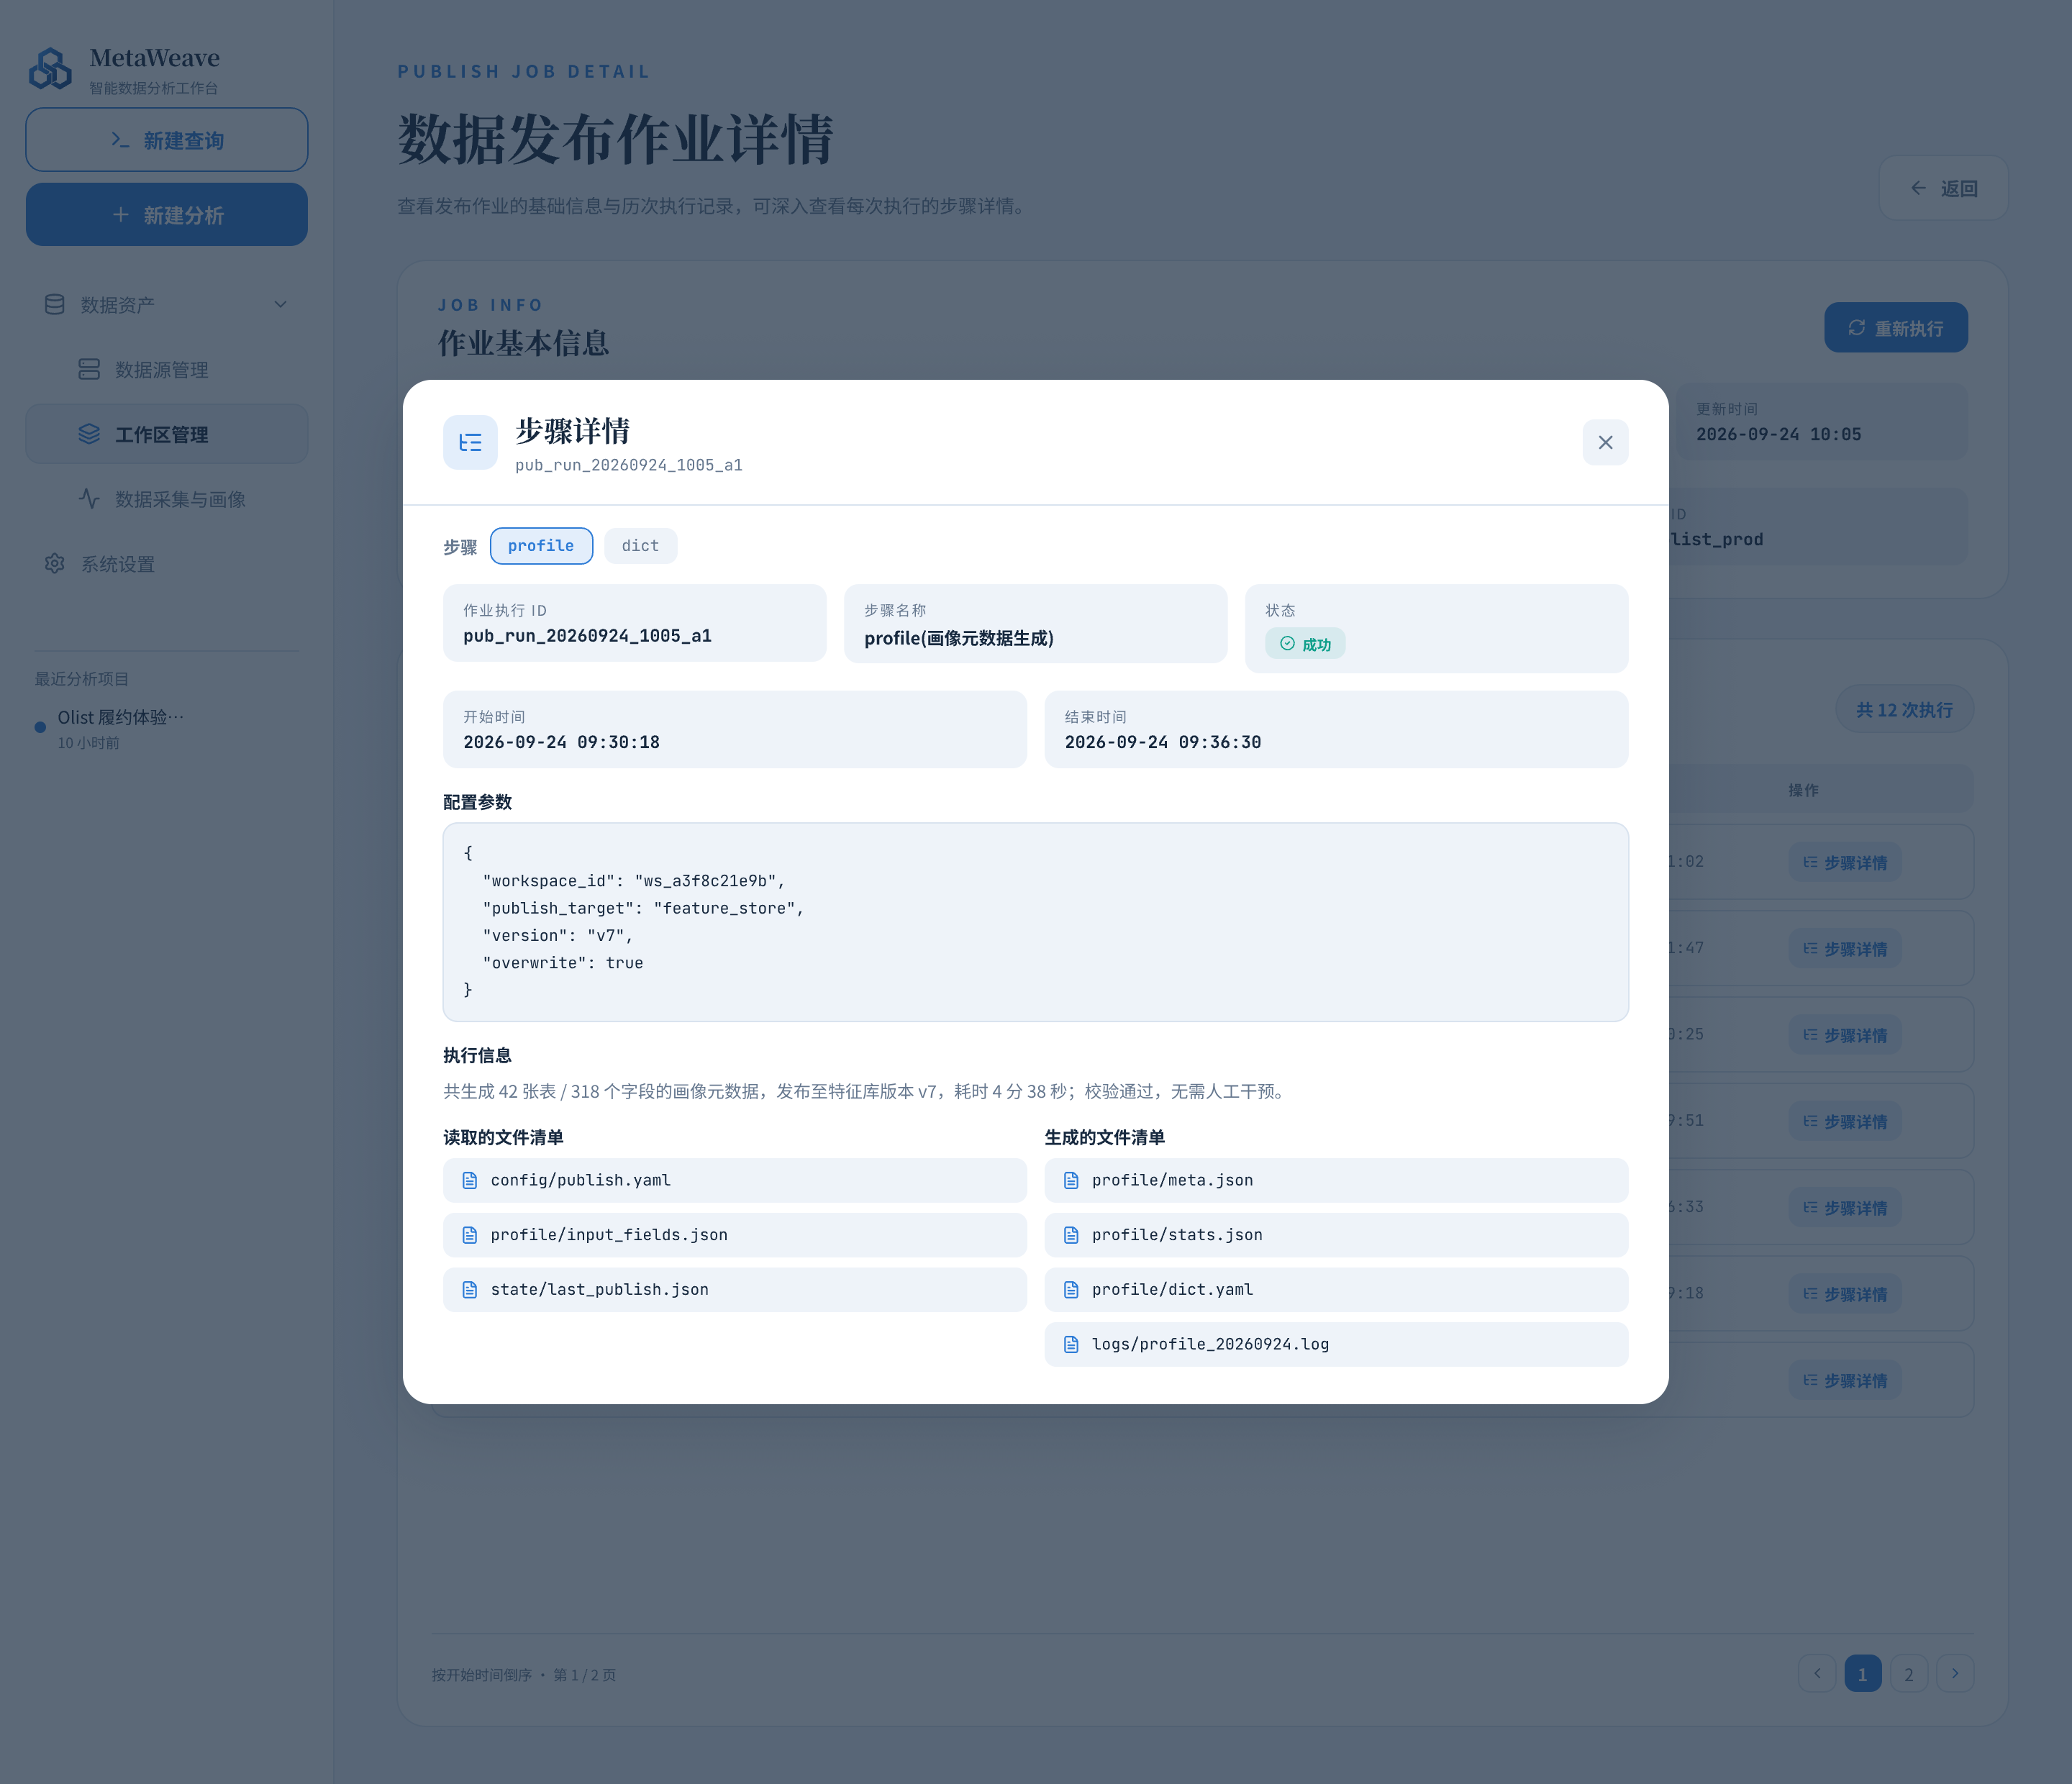 MetaWeave
智能数据分析工作台
新建查询
新建分析
数据资产
数据源管理
工作区管理
数据采集与画像
系统设置
最近分析项目
Olist 履约体验…
10 小时前
PUBLISH JOB DETAIL
数据发布作业详情
查看发布作业的基础信息与历次执行记录，可深入查看每次执行的步骤详情。
返回
JOB INFO
作业基本信息
重新执行
更新时间
2026-09-24 10:05
ID
list_prod
共 12 次执行
操作
1:02 步骤详情
1:47 步骤详情
0:25 步骤详情
9:51 步骤详情
6:33 步骤详情
9:18 步骤详情
步骤详情
步骤详情
pub_run_20260924_1005_a1
步骤 profile dict
作业执行 ID
pub_run_20260924_1005_a1
步骤名称
profile(画像元数据生成)
状态
成功
开始时间
2026-09-24 09:30:18
结束时间
2026-09-24 09:36:30
配置参数
{
"workspace_id": "ws_a3f8c21e9b",
"publish_target": "feature_store",
"version": "v7",
"overwrite": true
}
执行信息
共生成 42 张表 / 318 个字段的画像元数据，发布至特征库版本 v7，耗时 4 分 38 秒；校验通过，无需人工干预。
读取的文件清单
config/publish.yaml
profile/input_fields.json
state/last_publish.json
生成的文件清单
profile/meta.json
profile/stats.json
profile/dict.yaml
logs/profile_20260924.log
按开始时间倒序 · 第 1 / 2 页
1 2